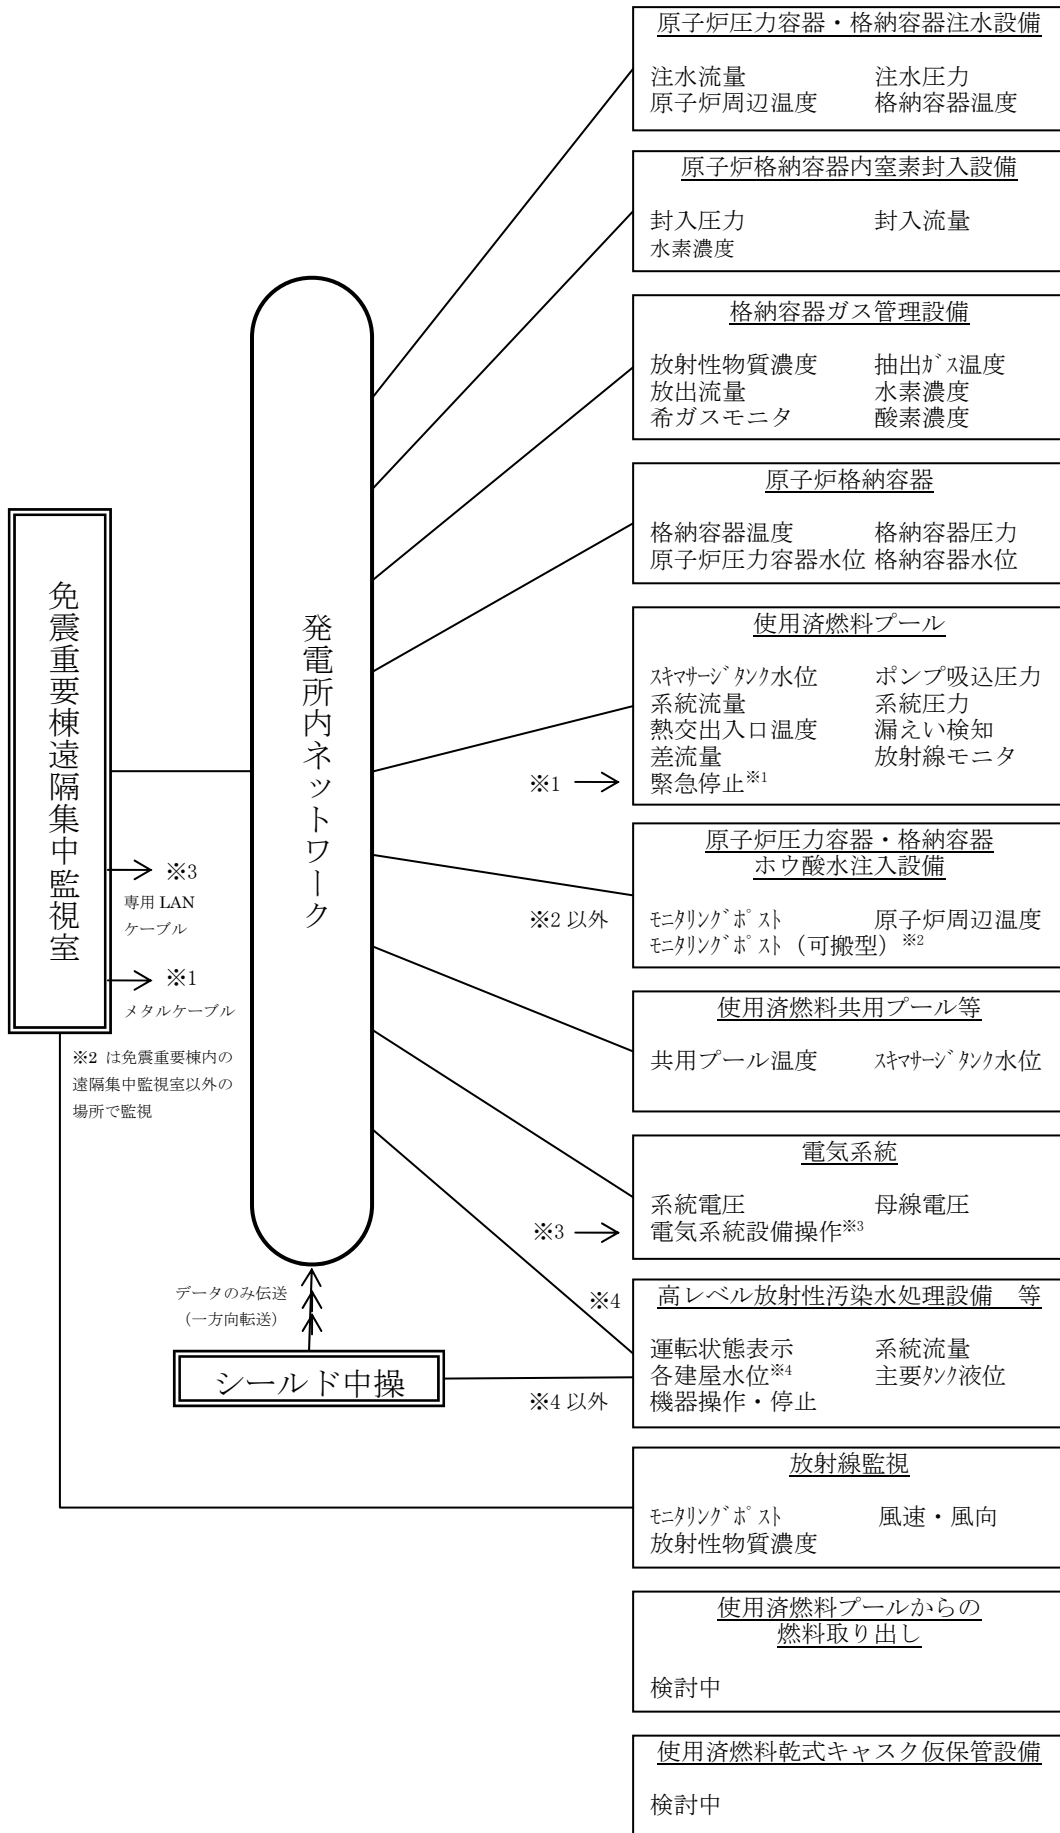 原子炉圧力容器・格納容器注水設備
注水流量 注水圧力
原子炉周辺温度 格納容器温度
原子炉格納容器内窒素封入設備
封入圧力 封入流量
水素濃度
格納容器ガス管理設備
放射性物質濃度 抽出ｶﾞｽ温度
放出流量 水素濃度
希ガスモニタ 酸素濃度
原子炉格納容器
格納容器温度 格納容器圧力
原子炉圧力容器水位 格納容器水位
免震重要棟遠隔集中監視室
発電所内ネットワーク
使用済燃料プール
ｽｷﾏｻｰｼﾞﾀﾝｸ水位 ポンプ吸込圧力
系統流量 系統圧力
熱交出入口温度 漏えい検知
差流量 放射線モニタ
※1
緊急停止※1
原子炉圧力容器・格納容器
ホウ酸水注入設備
※3
専用 LAN
ケーブル
※2 以外
ﾓﾆﾀﾘﾝｸﾞﾎﾟｽﾄ 原子炉周辺温度
ﾓﾆﾀﾘﾝｸﾞﾎﾟｽﾄ（可搬型）※2
※1
メタルケーブル
使用済燃料共用プール等
共用プール温度 ｽｷﾏｻｰｼﾞﾀﾝｸ水位
※2 は免震重要棟内の
遠隔集中監視室以外の
場所で監視
電気系統
系統電圧 母線電圧
※3
電気系統設備操作※3
データのみ伝送
（一方向転送）
※4
高レベル放射性汚染水処理設備　等
運転状態表示 系統流量
各建屋水位※4 主要ﾀﾝｸ液位
機器操作・停止
シールド中操
※4 以外
放射線監視
ﾓﾆﾀﾘﾝｸﾞﾎﾟｽﾄ 風速・風向
放射性物質濃度
使用済燃料プールからの
燃料取り出し
検討中
使用済燃料乾式キャスク仮保管設備
検討中